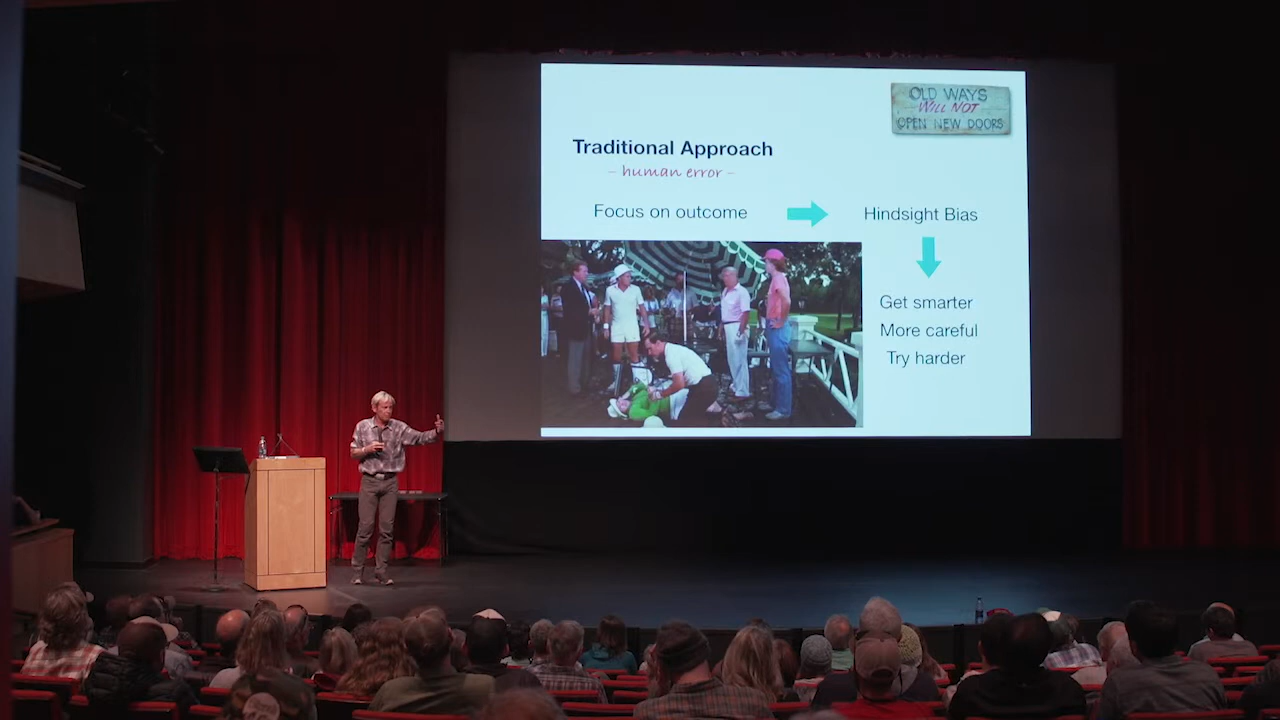 OLD WAYS
WILL NOT
OPEN NEW DOORS
Traditional Approach
– human error –
Focus on outcome
Hindsight Bias
Get smarter
More careful
Try harder